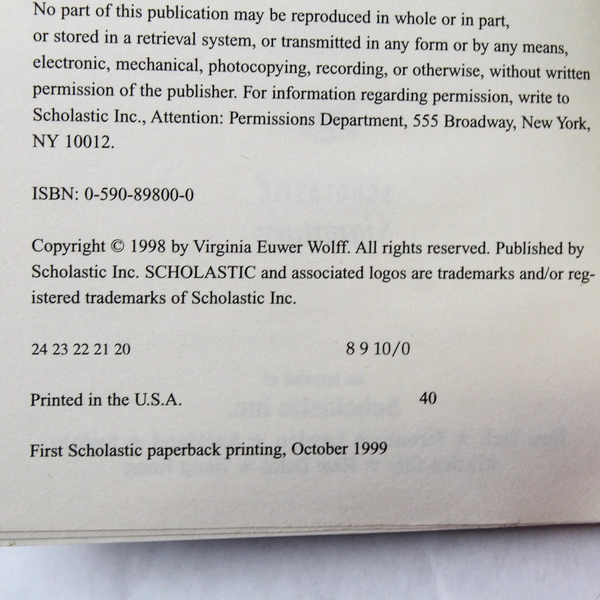 No part of this publication may be reproduced in whole or in part,
or stored in a retrieval system, or transmitted in any form or by any means,
electronic, mechanical, photocopying, recording, or otherwise, without written
permission of the publisher. For information regarding permission, write to
Scholastic Inc., Attention: Permissions Department, 555 Broadway, New York,
NY 10012.
ISBN: 0-590-89800-0
Copyright © 1998 by Virginia Euwer Wolff. All rights reserved. Published by
Scholastic Inc. SCHOLASTIC and associated logos are trademarks and/or reg-
istered trademarks of Scholastic Inc.
24 23 22 21 20 8 9 10/0
Printed in the U.S.A. 40
First Scholastic paperback printing, October 1999